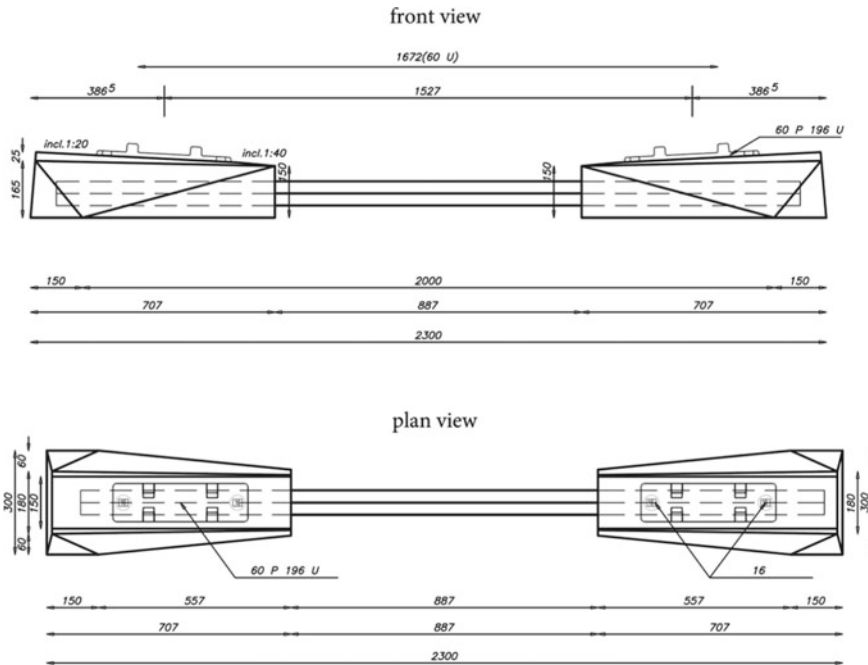 front view
1672(60 U)
386⁵ 1527 386⁵
60 P 196 U
incl.1:20 incl.1:40
25
165
150 150
150 2000 150
707 887 707
2300
plan view
60 60
300 180 150 180 300
60 60
60 P 196 U 16
150 557 887 557 150
707 887 707
2300